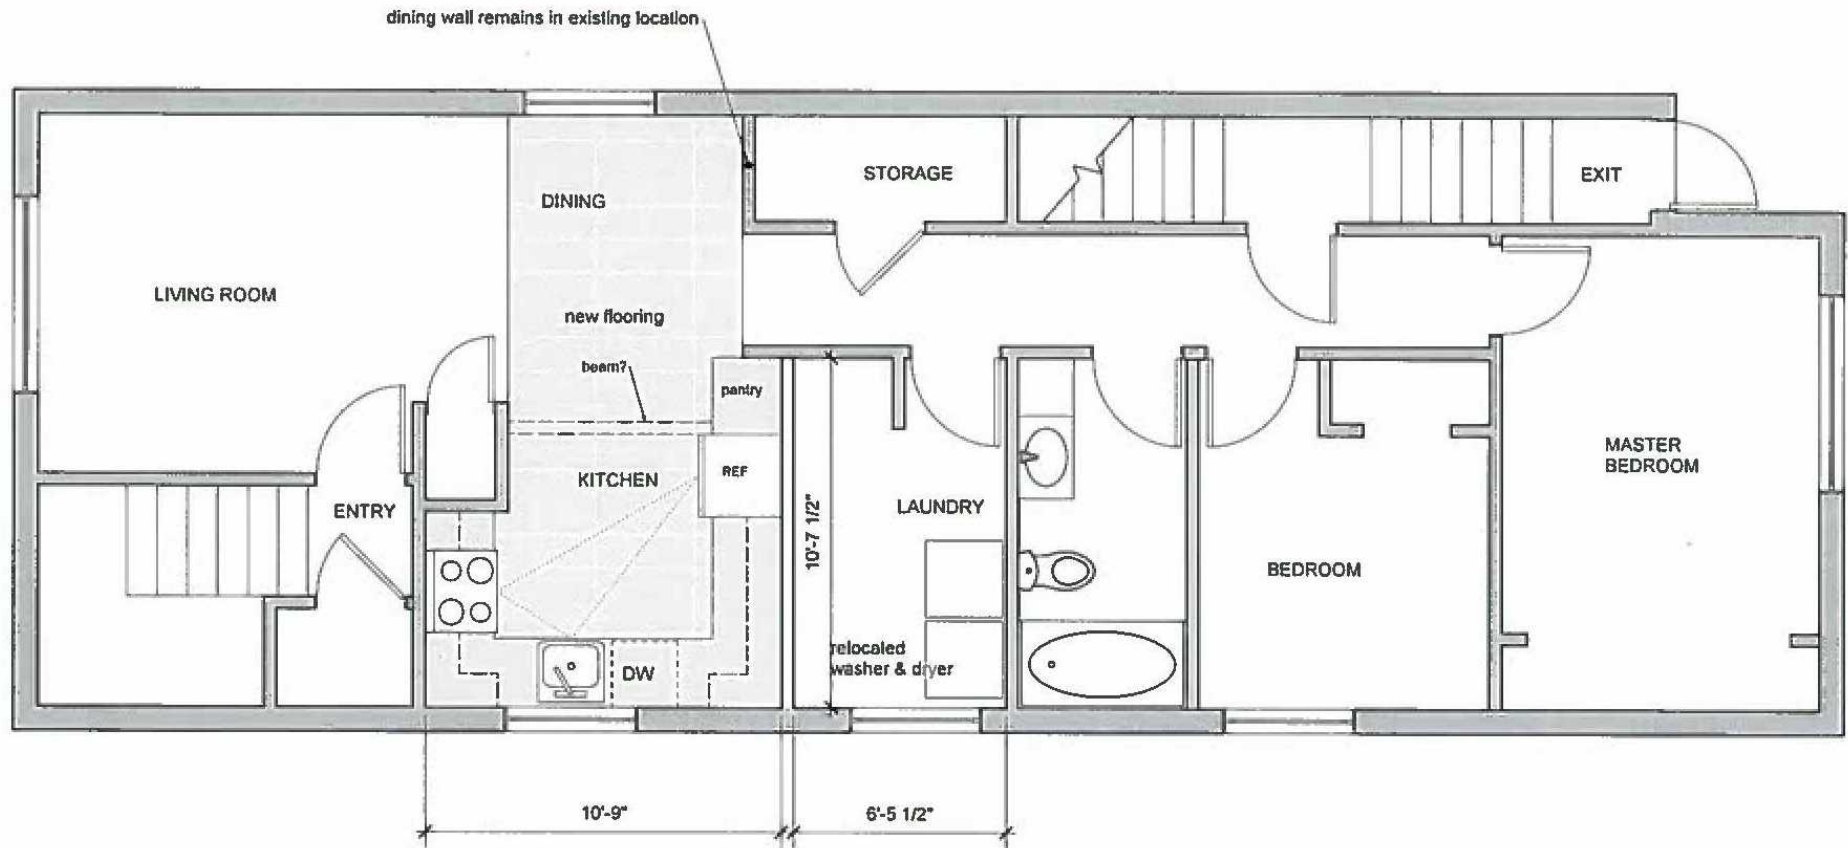 dining wall remains in existing location
STORAGE
EXIT
DINING
LIVING ROOM
new flooring
beam?
pantry
MASTER
BEDROOM
KITCHEN
REF
ENTRY
LAUNDRY
10'-7 1/2"
BEDROOM
relocated
washer & dryer
DW
10'-9"
6'-5 1/2"